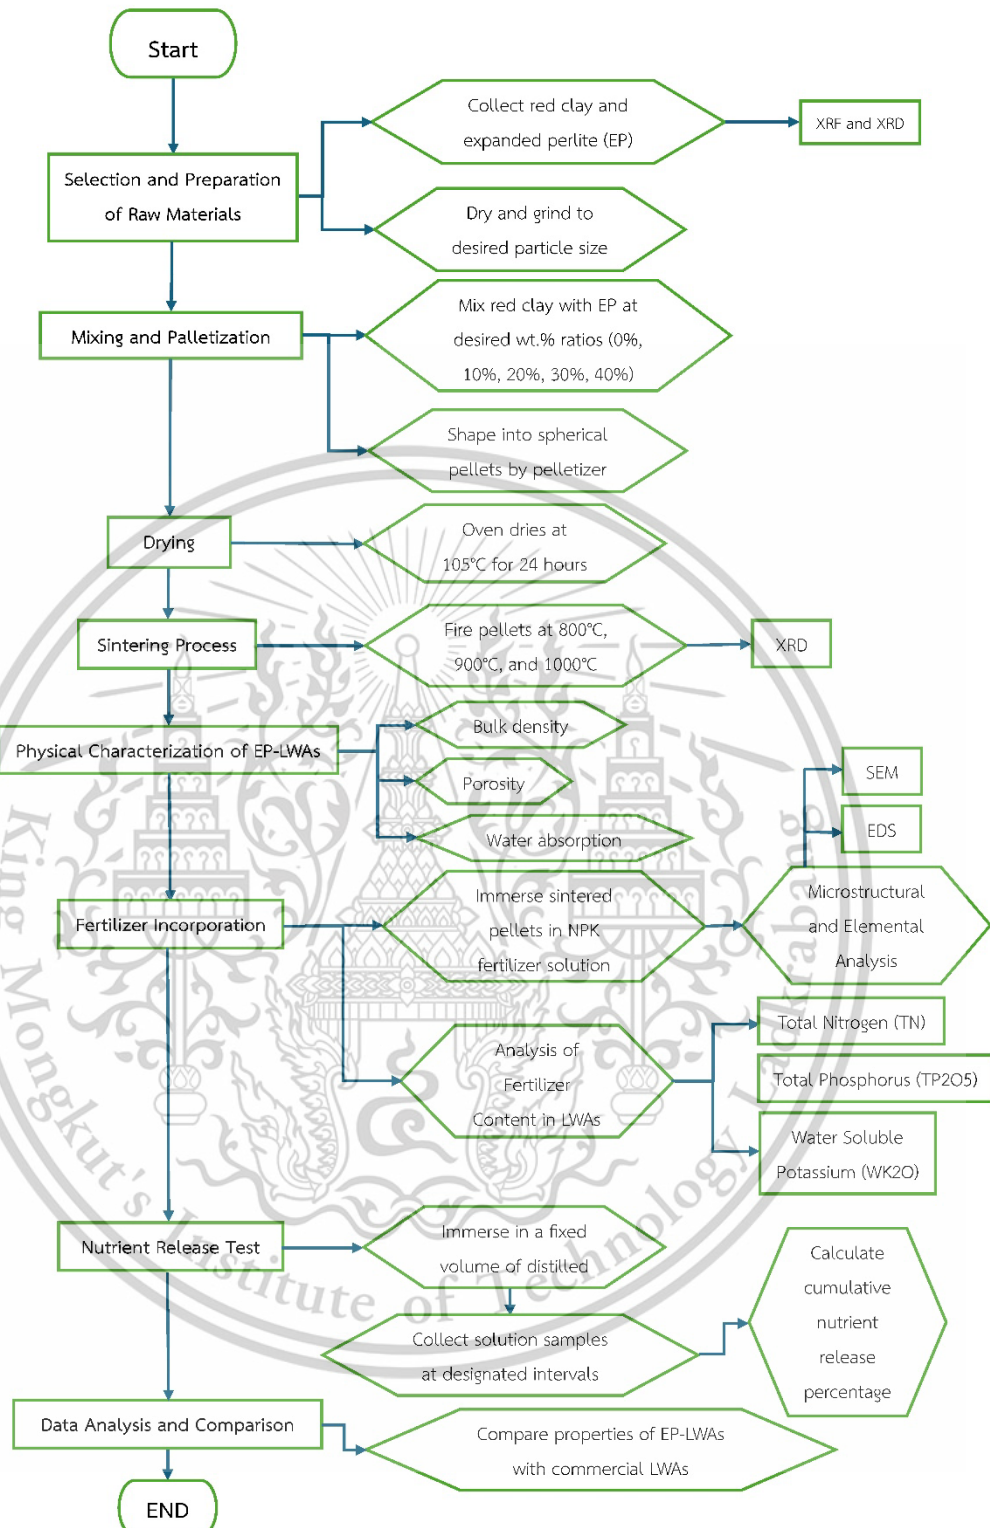 Start
Collect red clay and
expanded perlite (EP)
XRF and XRD
Selection and Preparation
of Raw Materials
Dry and grind to
desired particle size
Mixing and Palletization
Mix red clay with EP at
desired wt.% ratios (0%,
10%, 20%, 30%, 40%)
Shape into spherical
pellets by pelletizer
Drying
Oven dries at
105°C for 24 hours
Sintering Process
Fire pellets at 800°C,
900°C, and 1000°C
XRD
Physical Characterization of EP-LWAs
Bulk density
Porosity
Water absorption
SEM
EDS
Fertilizer Incorporation
Immerse sintered
pellets in NPK
fertilizer solution
Microstructural
and Elemental
Analysis
Analysis of
Fertilizer
Content in LWAs
Total Nitrogen (TN)
Total Phosphorus (TP2O5)
Water Soluble
Potassium (WK2O)
Nutrient Release Test
Immerse in a fixed
volume of distilled
Collect solution samples
at designated intervals
Calculate
cumulative
nutrient
release
percentage
Data Analysis and Comparison
Compare properties of EP-LWAs
with commercial LWAs
END
King Mongkut's Institute of Technology Ladkrabang